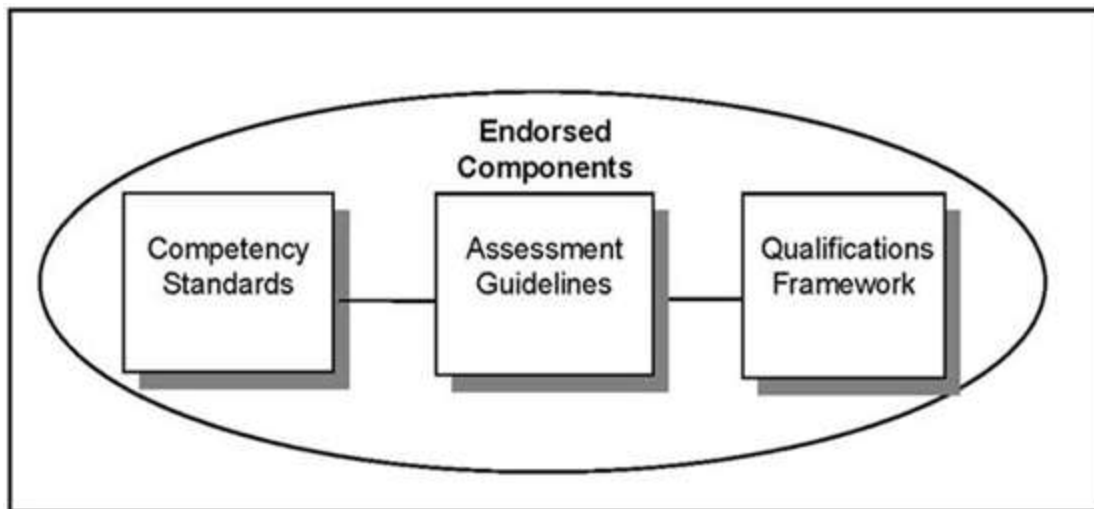 Endorsed
Components
Competency
Standards
Assessment
Guidelines
Qualifications
Framework